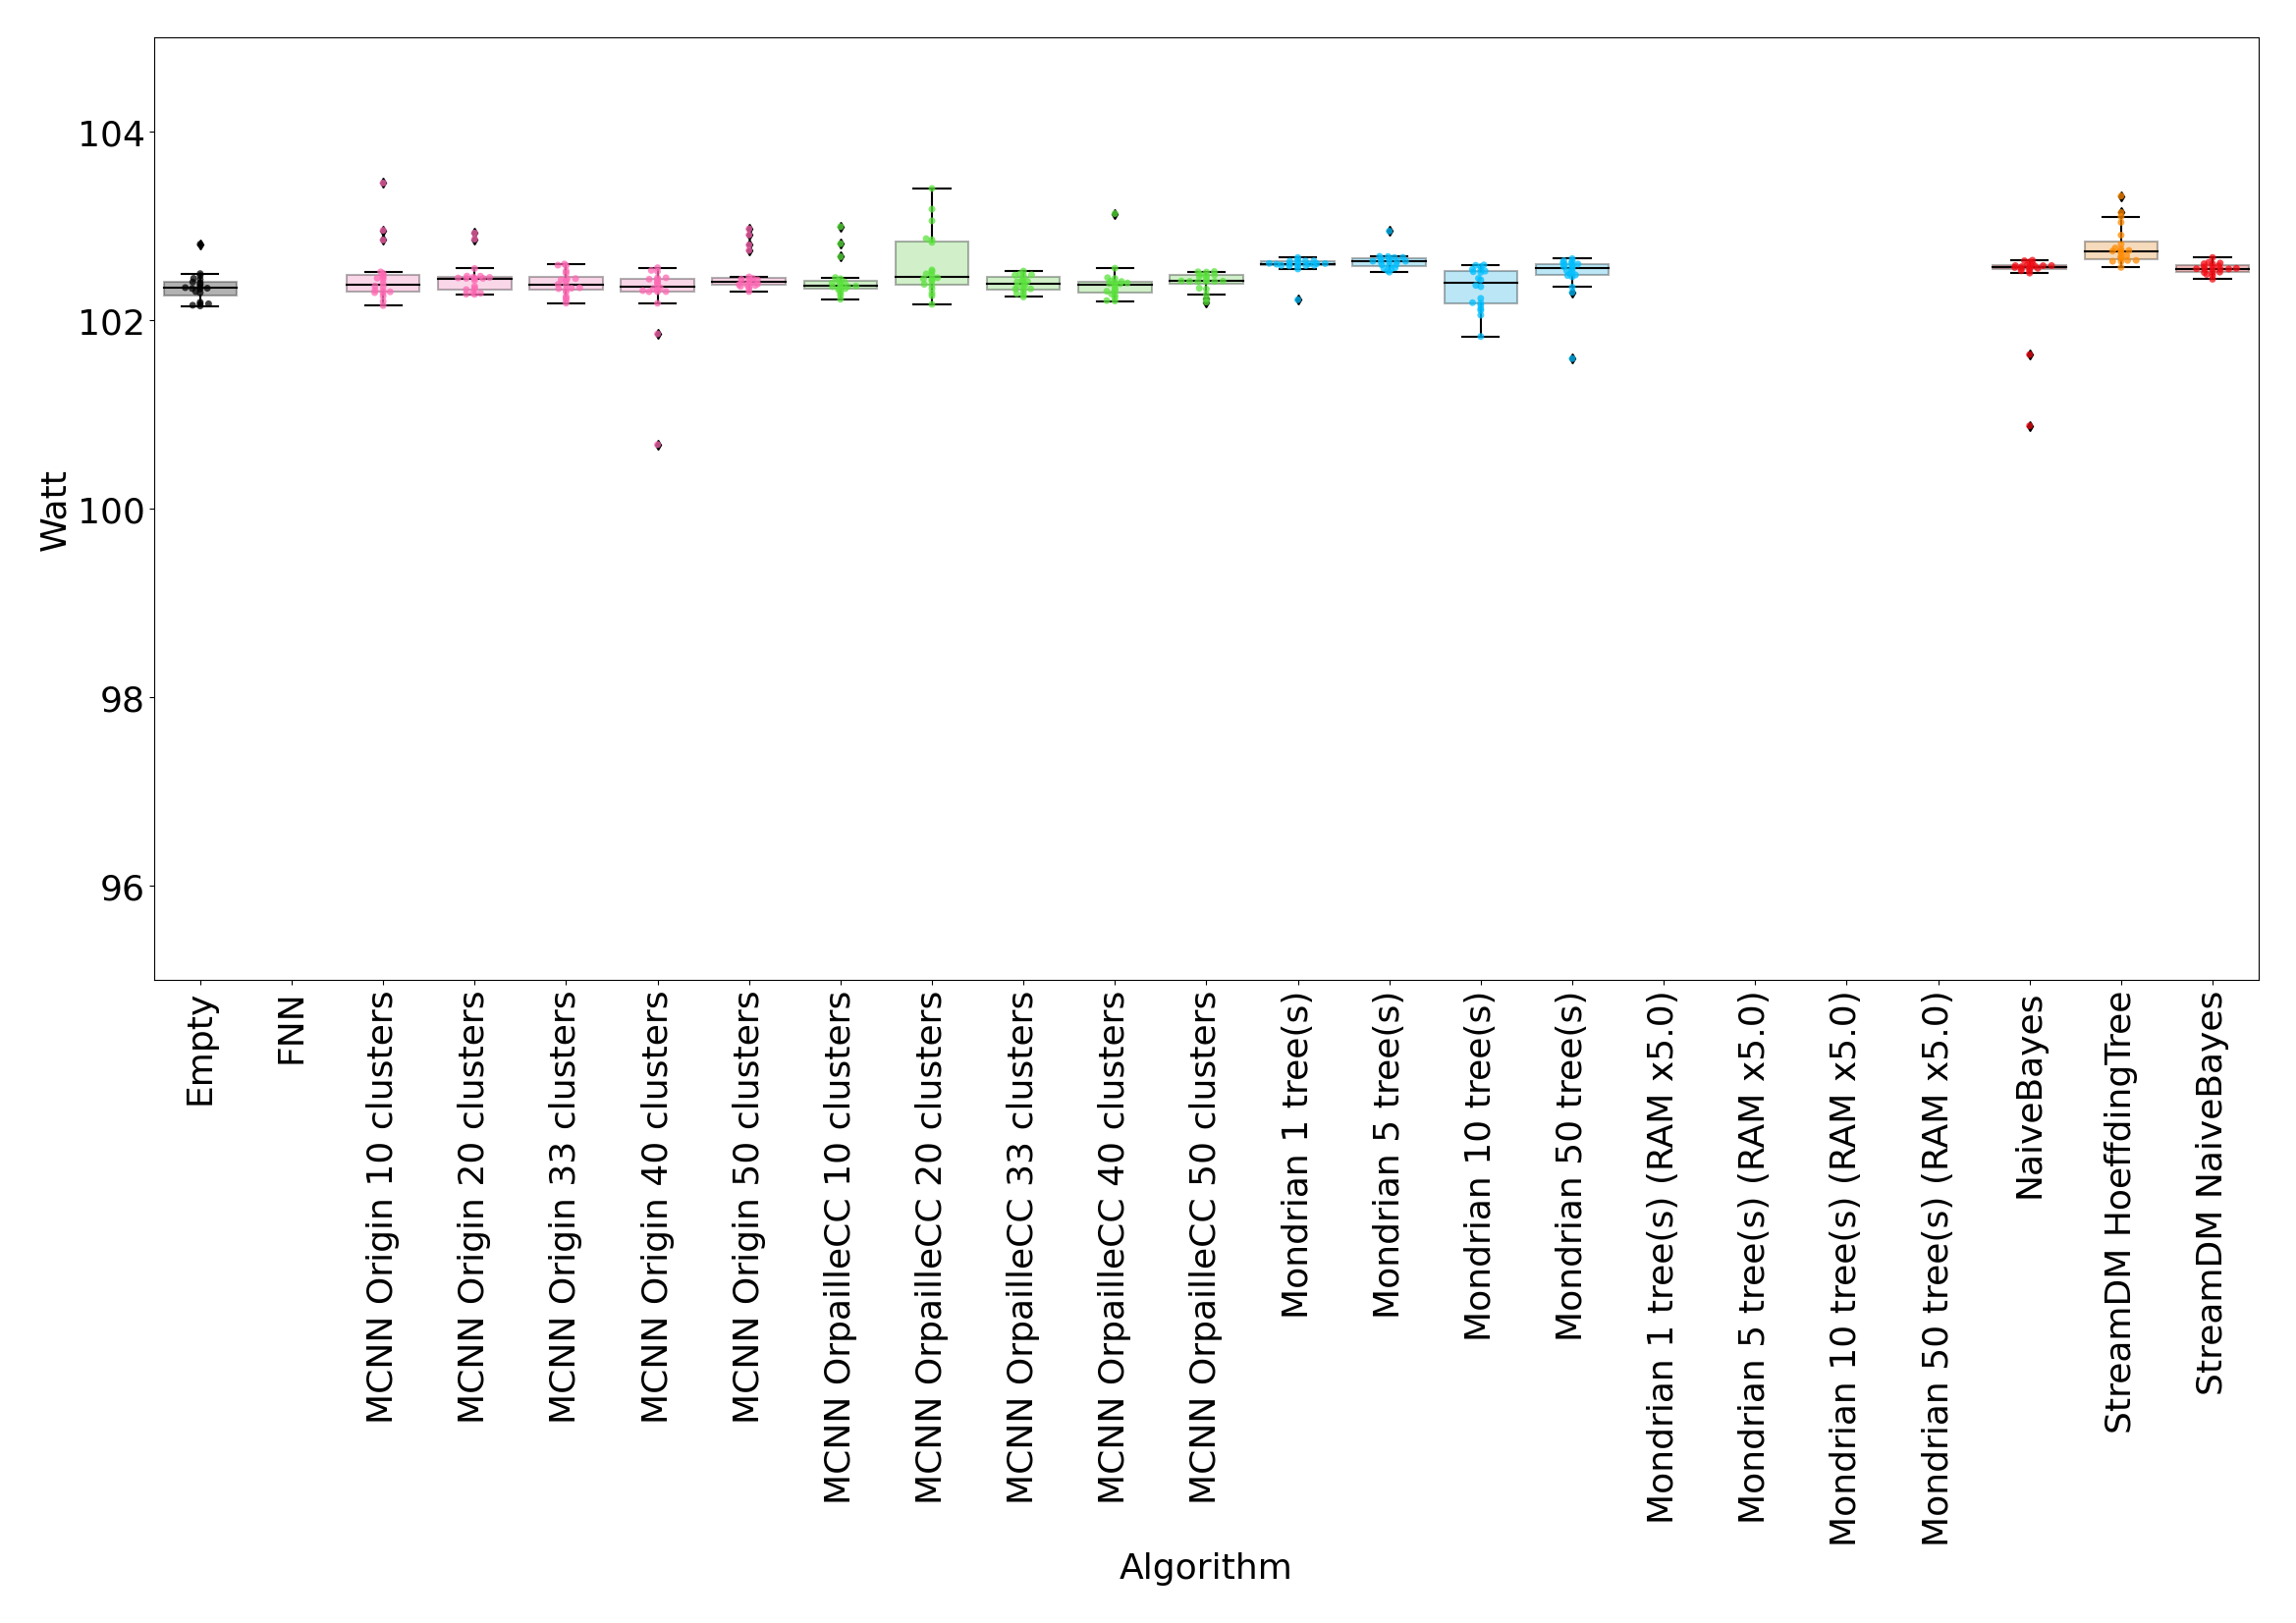 104
102
100
98
96
Watt
Empty
FNN
MCNN Origin 10 clusters
MCNN Origin 20 clusters
MCNN Origin 33 clusters
MCNN Origin 40 clusters
MCNN Origin 50 clusters
MCNN OrpailleCC 10 clusters
MCNN OrpailleCC 20 clusters
MCNN OrpailleCC 33 clusters
MCNN OrpailleCC 40 clusters
MCNN OrpailleCC 50 clusters
Mondrian 1 tree(s)
Mondrian 5 tree(s)
Mondrian 10 tree(s)
Mondrian 50 tree(s)
Mondrian 1 tree(s) (RAM x5.0)
Mondrian 5 tree(s) (RAM x5.0)
Mondrian 10 tree(s) (RAM x5.0)
Mondrian 50 tree(s) (RAM x5.0)
NaiveBayes
StreamDM HoeffdingTree
StreamDM NaiveBayes
Algorithm